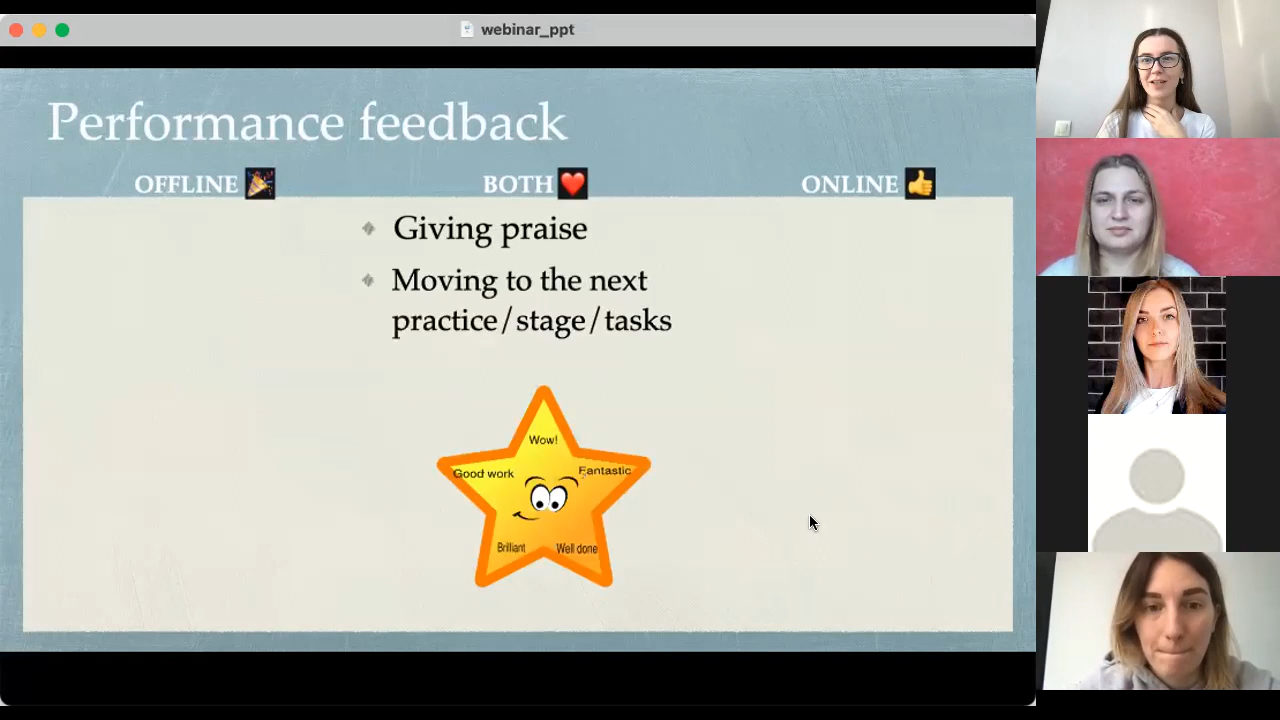 webinar_ppt
Performance feedback
OFFLINE 🎉 BOTH ❤️ ONLINE 👍
Giving praise
Moving to the next
practice/stage/tasks
Wow!
Good work Fantastic
Brilliant Well done